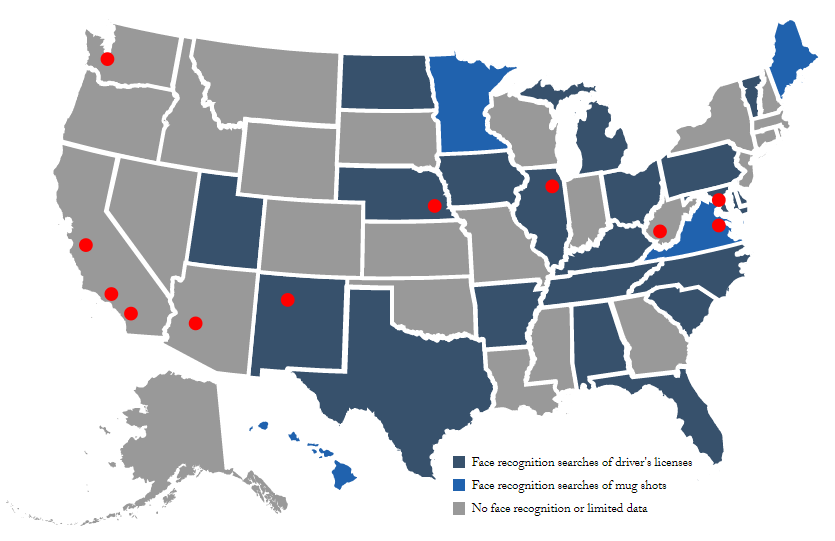 Face recognition searches of driver's licenses
Face recognition searches of mug shots
No face recognition or limited data